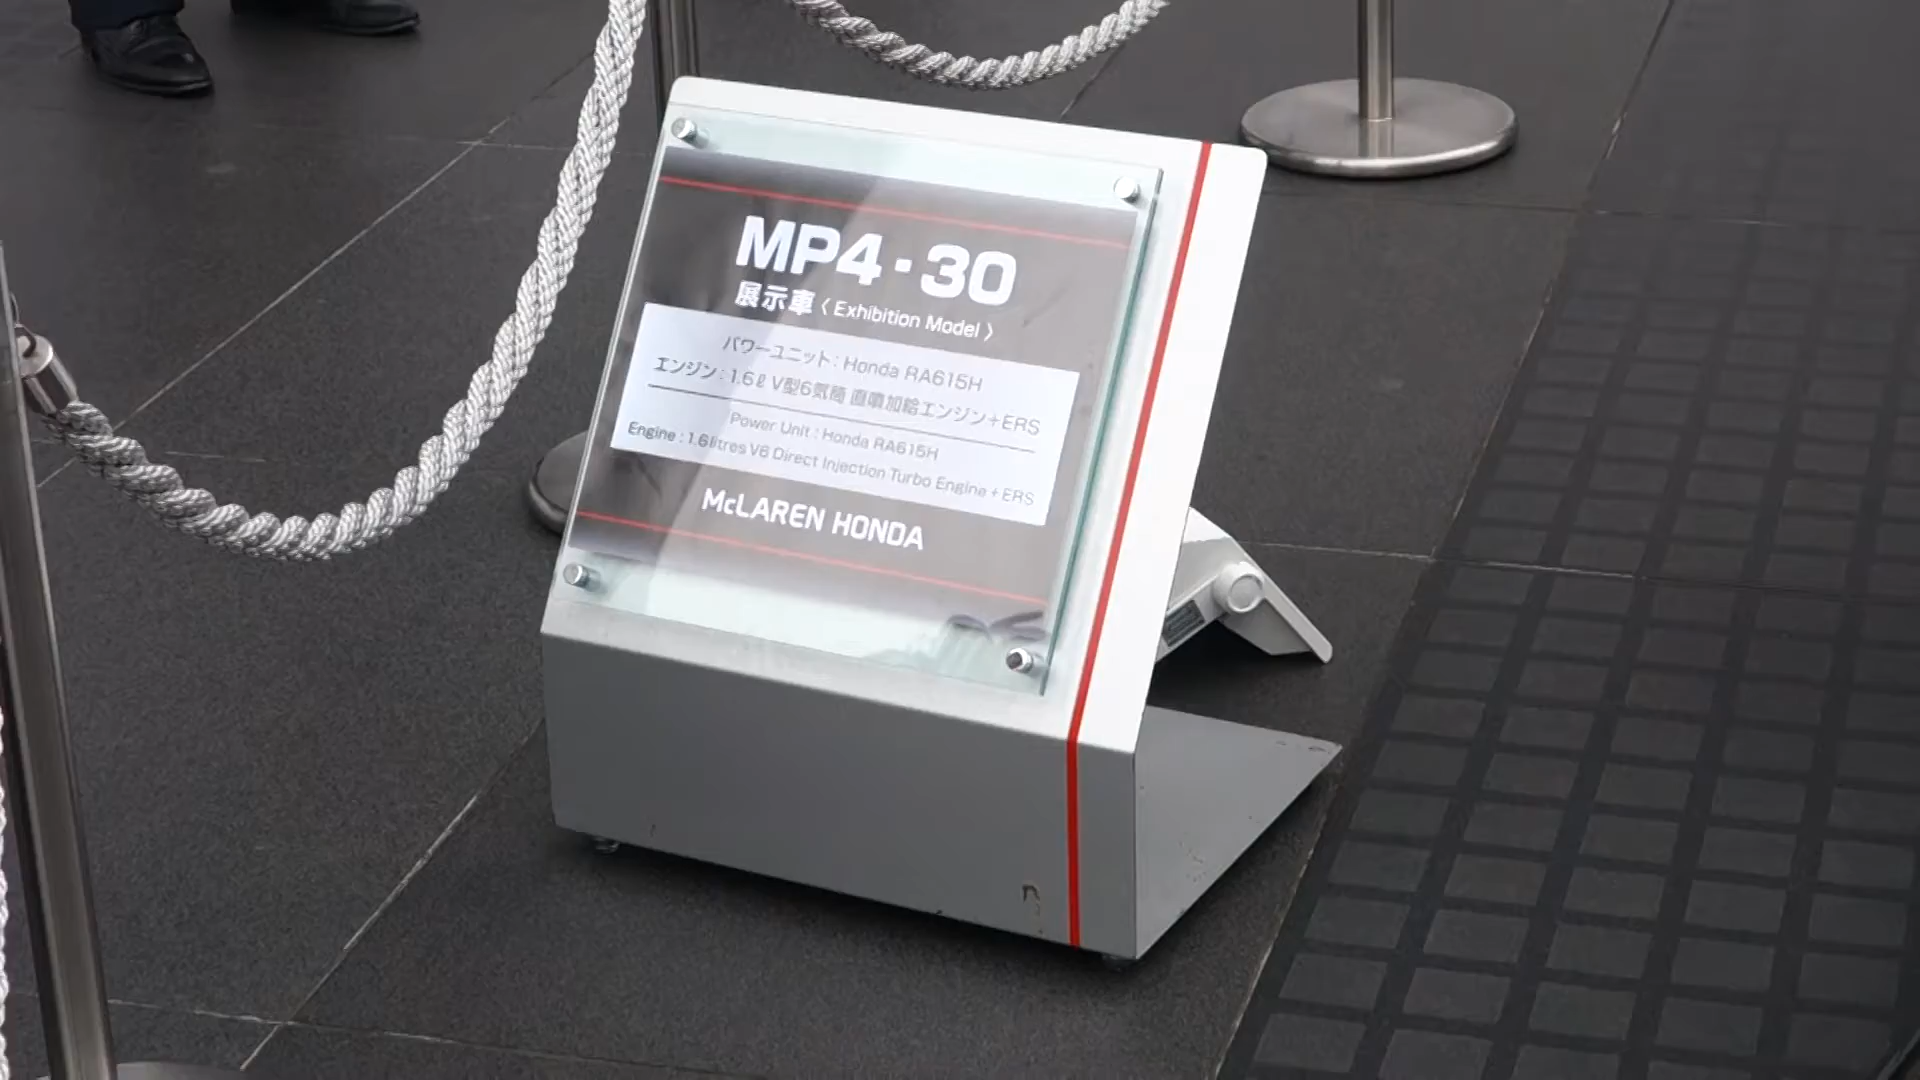 MP4・30
展示車〈Exhibition Model〉
パワーユニット：Honda RA615H
エンジン：1.6ℓ V型6気筒 直噴加給エンジン＋ERS
Power Unit : Honda RA615H
Engine : 1.6litres V6 Direct Injection Turbo Engine + ERS
McLAREN HONDA